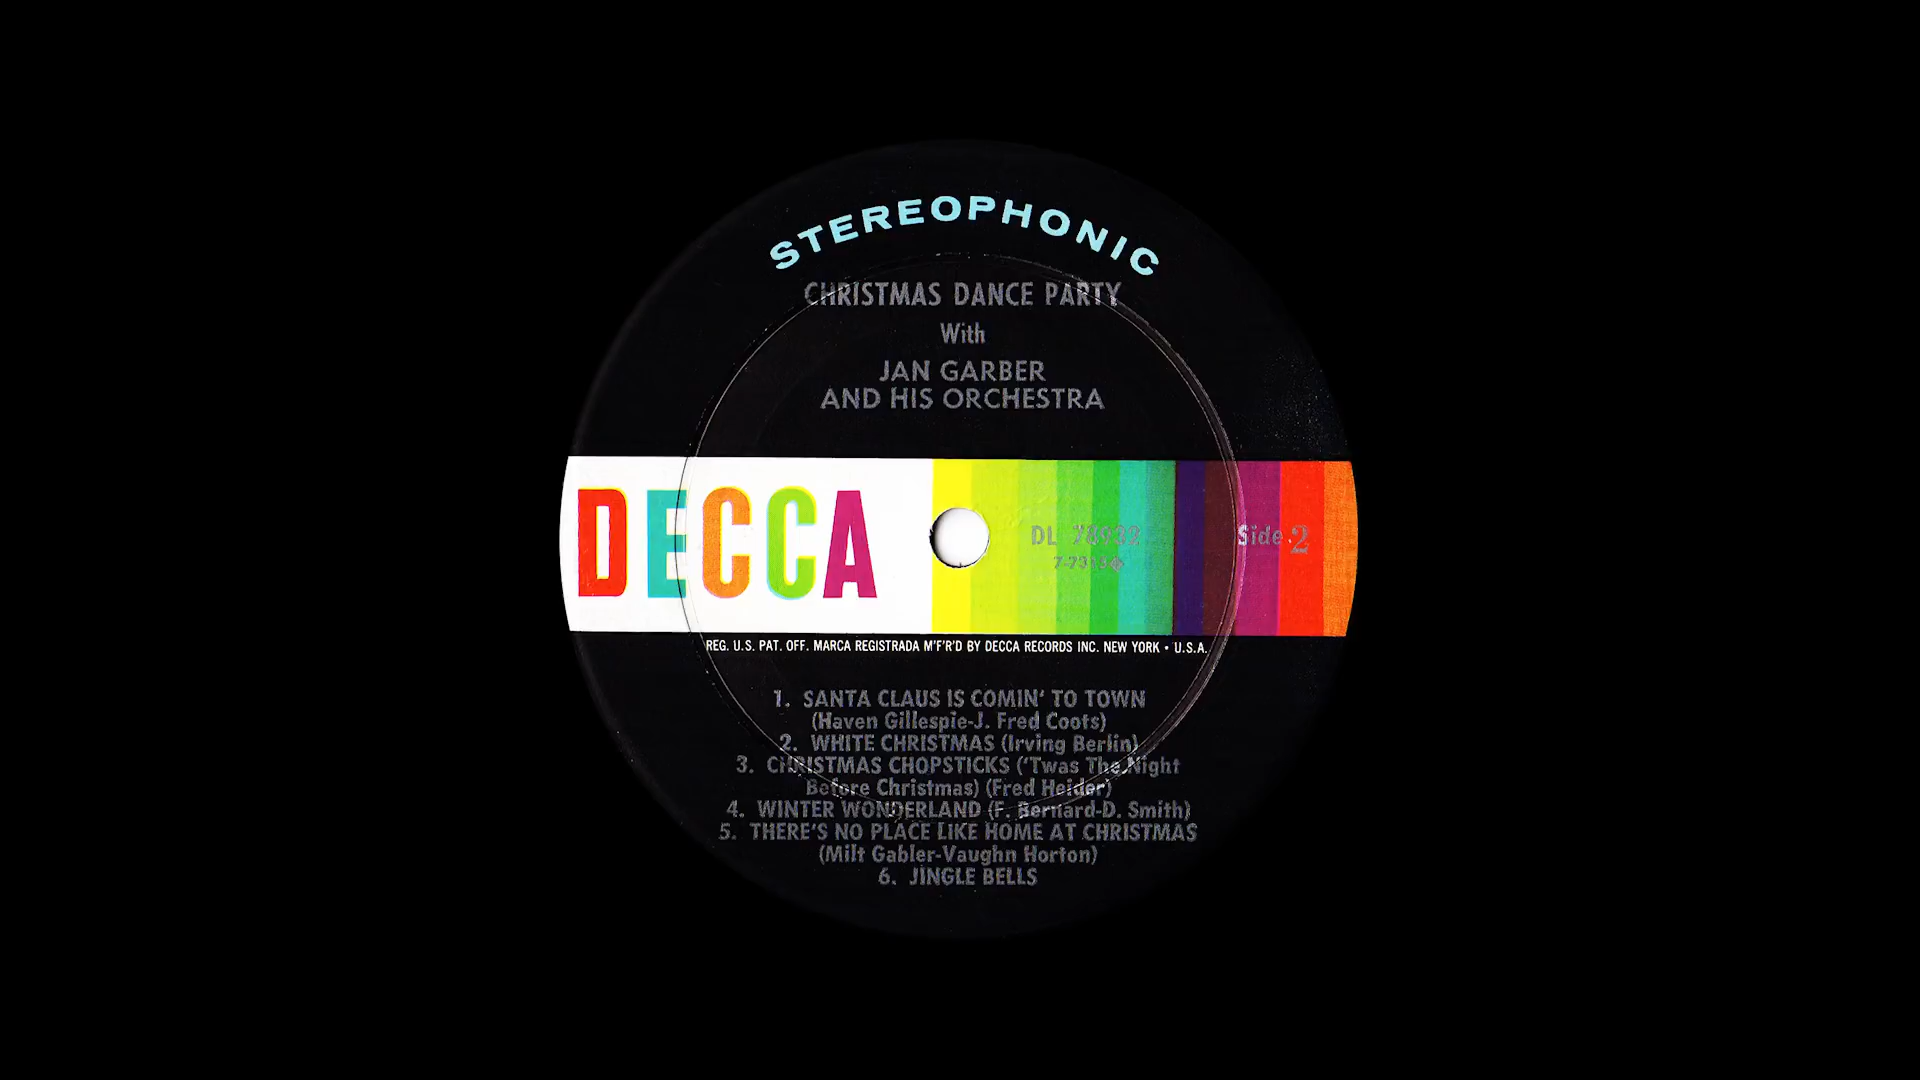 STEREOPHONIC
CHRISTMAS DANCE PARTY
With
JAN GARBER
AND HIS ORCHESTRA
DECCA
DL 78932
Side 2
REG. U.S. PAT. OFF. MARCA REGISTRADA M'F'R'D BY DECCA RECORDS INC. NEW YORK • U.S.A.
1. SANTA CLAUS IS COMIN' TO TOWN
(Haven Gillespie-J. Fred Coots)
2. WHITE CHRISTMAS (Irving Berlin)
3. CHRISTMAS CHOPSTICKS ('Twas The Night
Before Christmas) (Fred Heider)
4. WINTER WONDERLAND (F. Bernard-D. Smith)
5. THERE'S NO PLACE LIKE HOME AT CHRISTMAS
(Milt Gabler-Vaughn Horton)
6. JINGLE BELLS